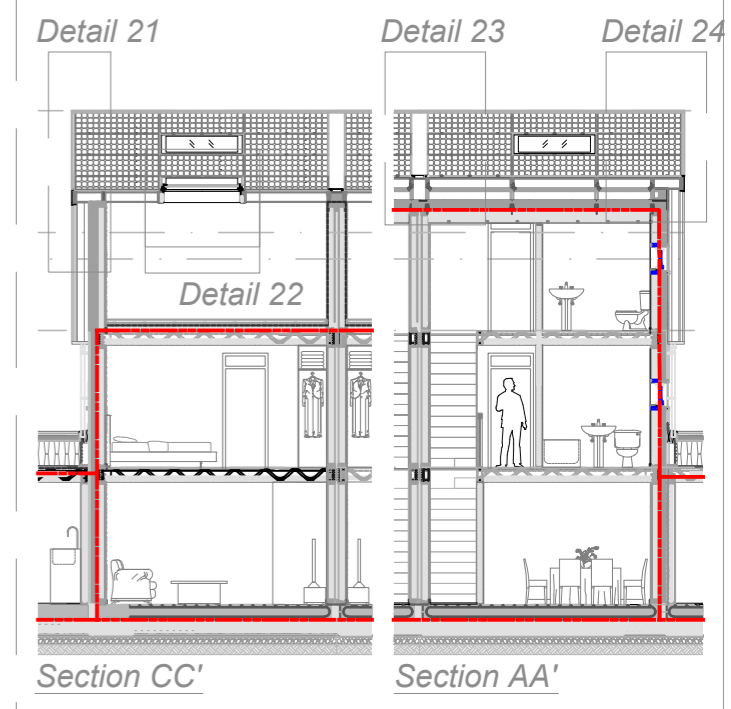 Detail 21
Detail 23
Detail 24
Detail 22
Section CC'
Section AA'